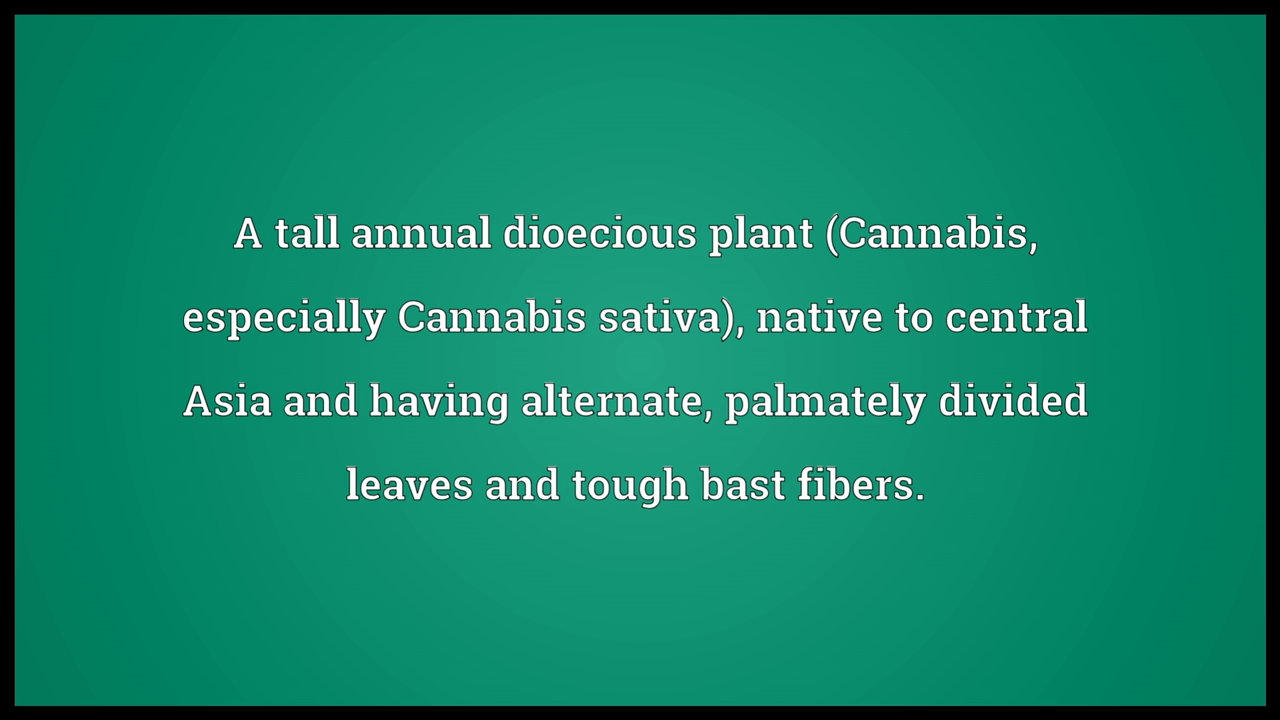 A tall annual dioecious plant (Cannabis,
especially Cannabis sativa), native to central
Asia and having alternate, palmately divided
leaves and tough bast fibers.